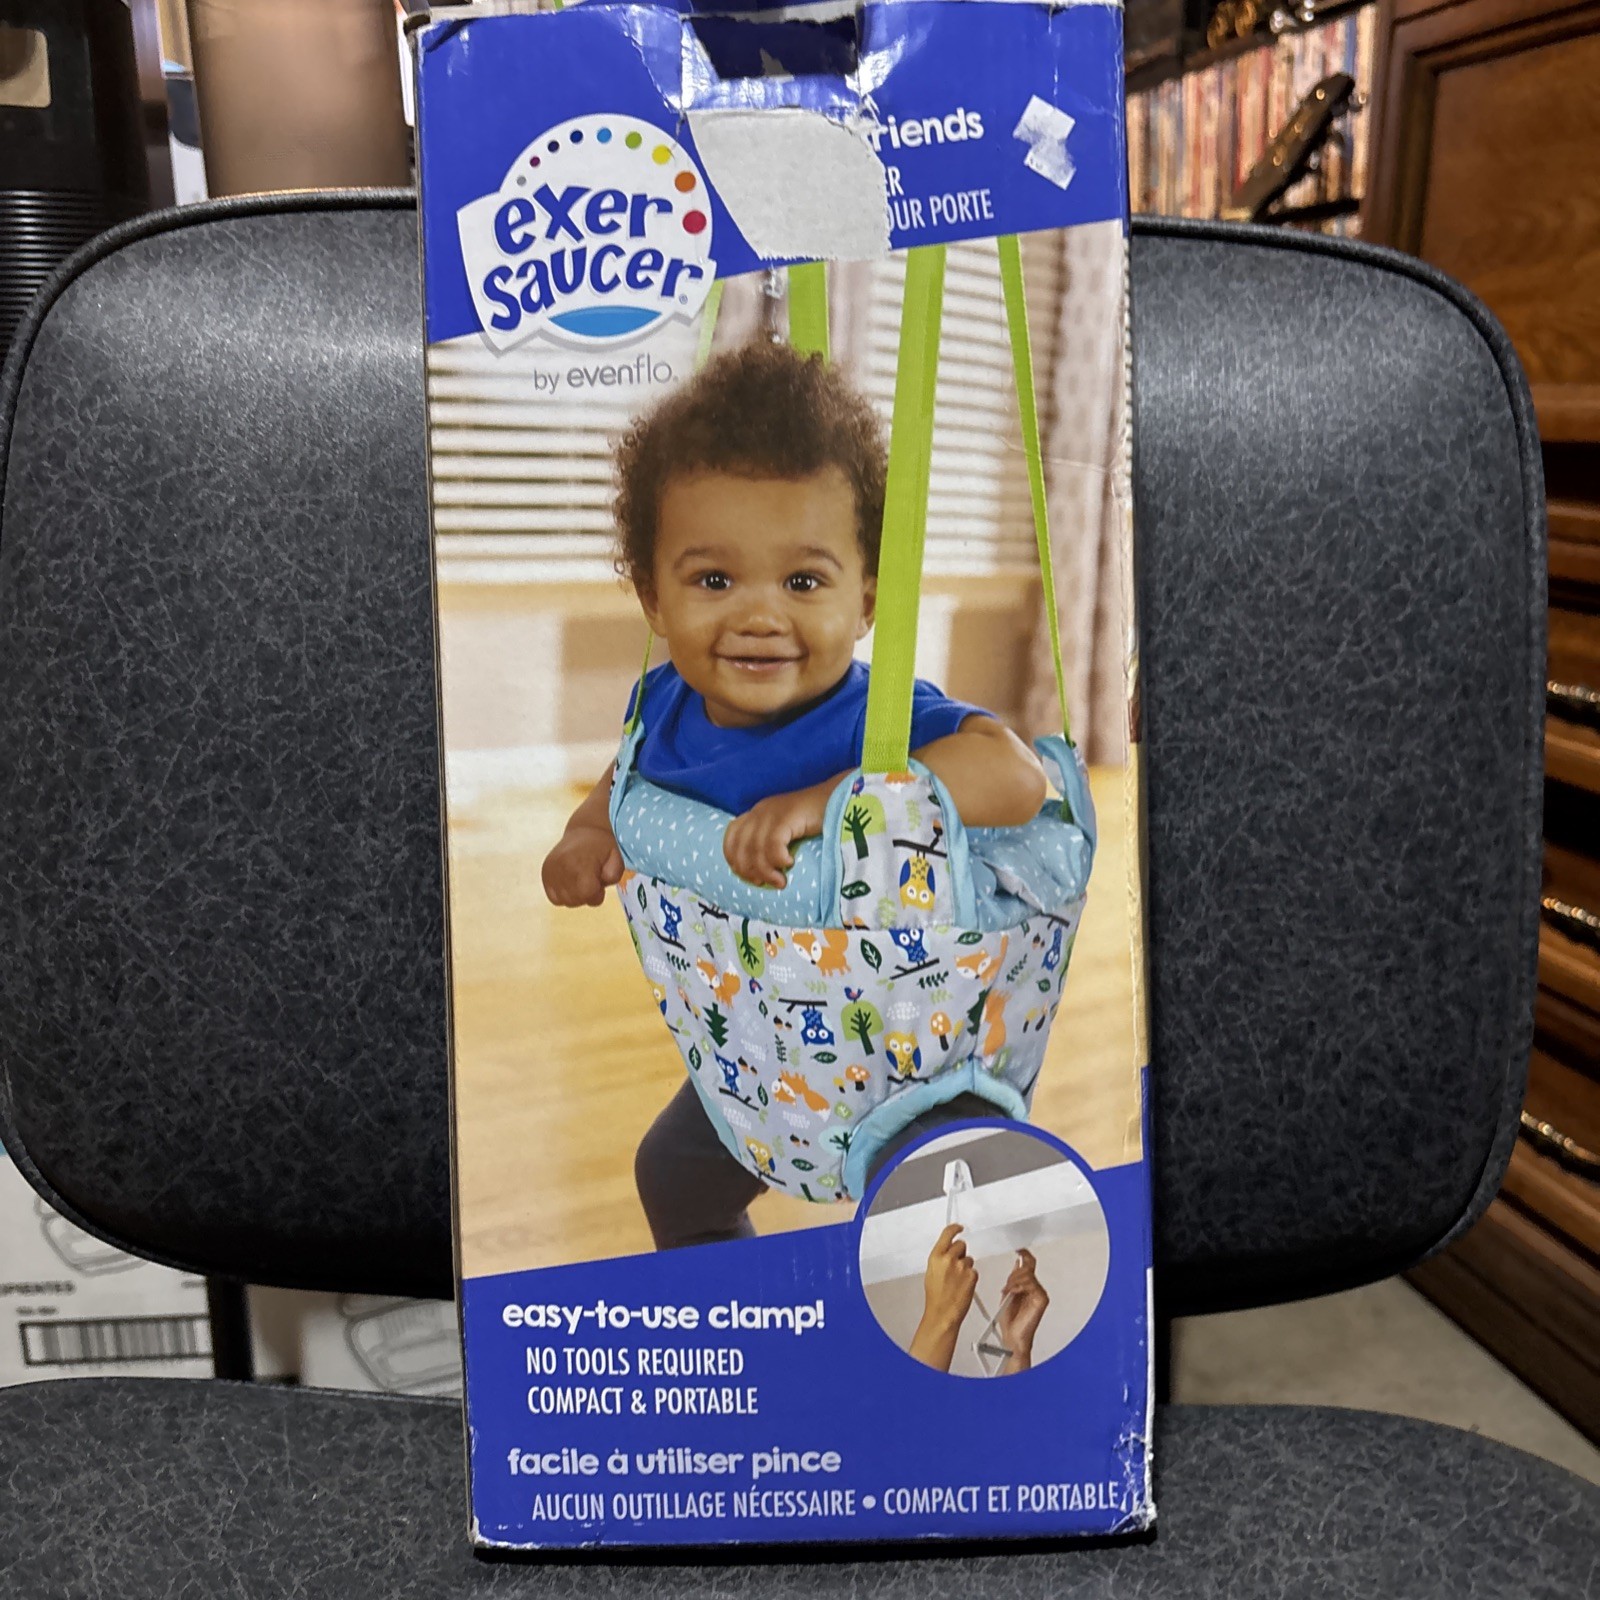 exer
saucer®
by evenflo®
riends
ER
OUR PORTE
easy-to-use clamp!
NO TOOLS REQUIRED
COMPACT & PORTABLE
facile à utiliser pince
AUCUN OUTILLAGE NÉCESSAIRE • COMPACT ET PORTABLE